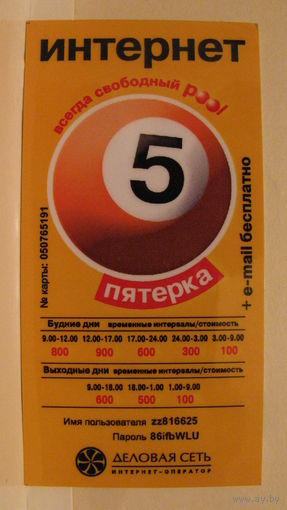 интернет
всегда свободный pool
5
пятерка
№ карты: 050765191
+ e-mail бесплатно
Будние дни временные интервалы/стоимость
9.00-12.00 12.00-17.00 17.00-24.00 24.00-3.00 3.00-9.00
800 900 600 300 100
Выходные дни временные интервалы/стоимость
9.00-18.00 18.00-1.00 1.00-9.00
600 500 100
Имя пользователя zz816625
Пароль 86ifbWLU
ДЕЛОВАЯ СЕТЬ
ИНТЕРНЕТ-ОПЕРАТОР
www.ay.by